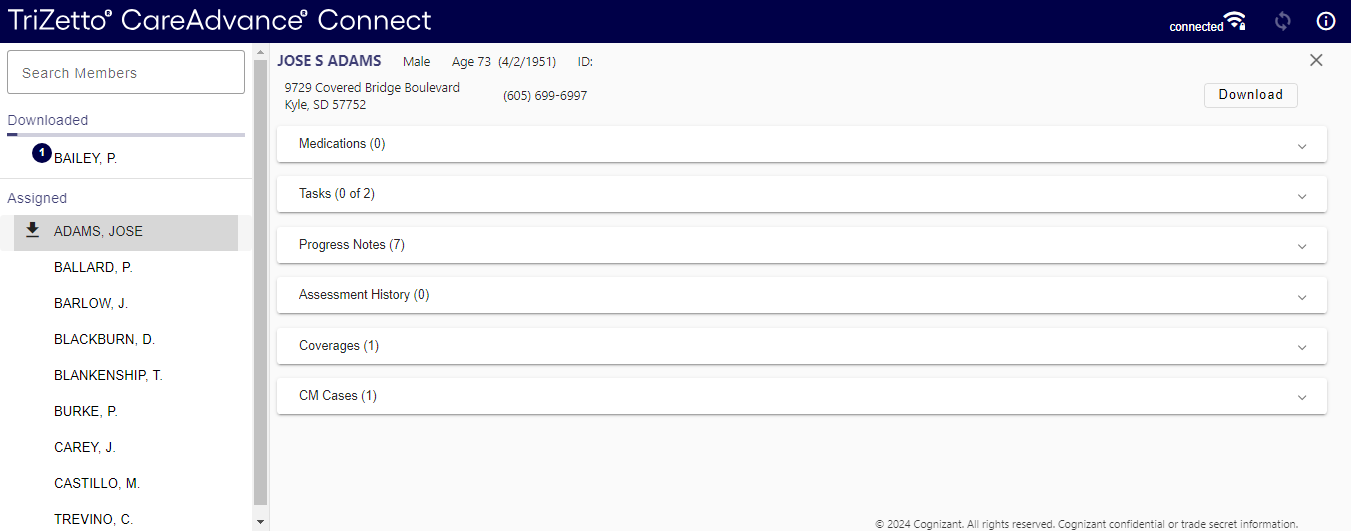 TriZetto® CareAdvance® Connect
connected
Search Members
Downloaded
1
BAILEY, P.
Assigned
ADAMS, JOSE
BALLARD, P.
BARLOW, J.
BLACKBURN, D.
BLANKENSHIP, T.
BURKE, P.
CAREY, J.
CASTILLO, M.
TREVINO, C.
JOSE S ADAMS Male Age 73 (4/2/1951) ID:
9729 Covered Bridge Boulevard
Kyle, SD 57752
(605) 699-6997
Download
Medications (0)
Tasks (0 of 2)
Progress Notes (7)
Assessment History (0)
Coverages (1)
CM Cases (1)
© 2024 Cognizant. All rights reserved. Cognizant confidential or trade secret information.